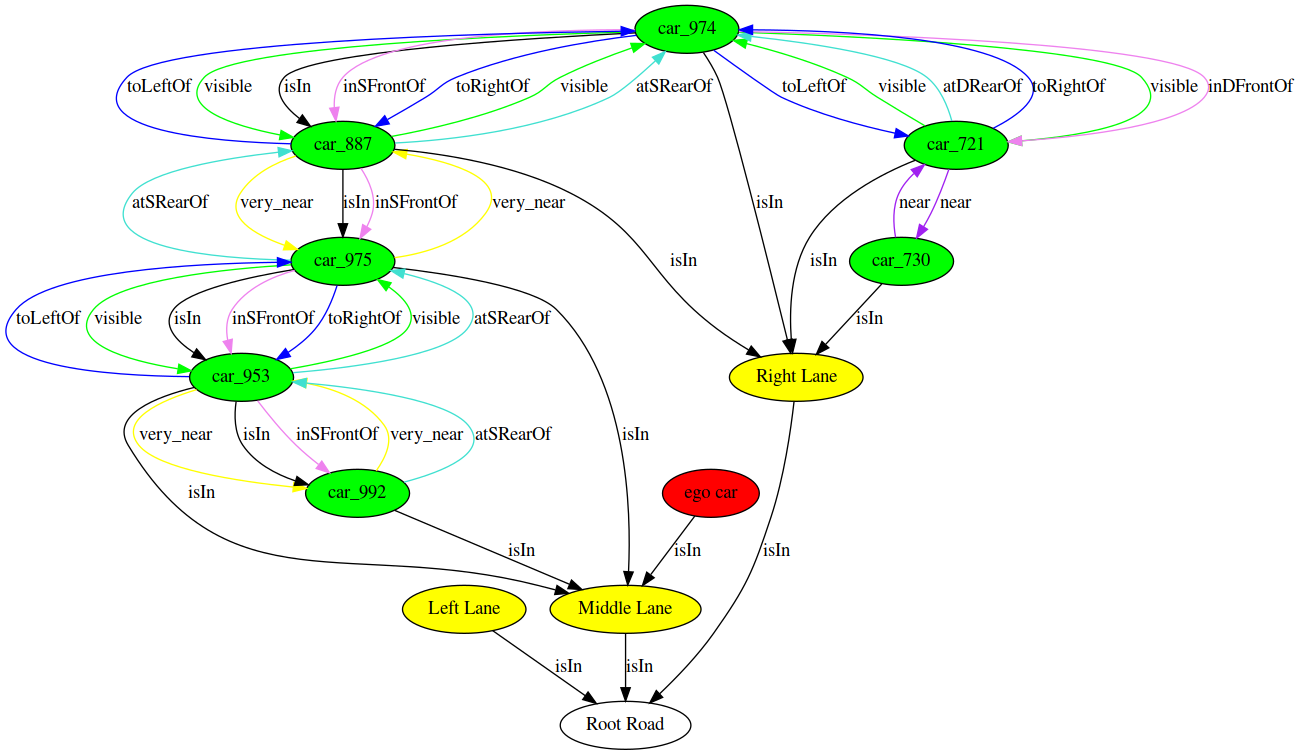 car_974
toLeftOf visible isIn inSFrontOf toRightOf visible atSRearOf toLeftOf visible atDRearOf toRightOf visible inDFrontOf
car_887 car_721
atSRearOf very_near isIn inSFrontOf very_near isIn near near
isIn isIn
car_975 car_730
toLeftOf visible isIn inSFrontOf toRightOf visible atSRearOf isIn
car_953 Right Lane
very_near isIn inSFrontOf very_near atSRearOf isIn
isIn car_992 ego car
isIn isIn isIn
Left Lane Middle Lane
isIn isIn
Root Road